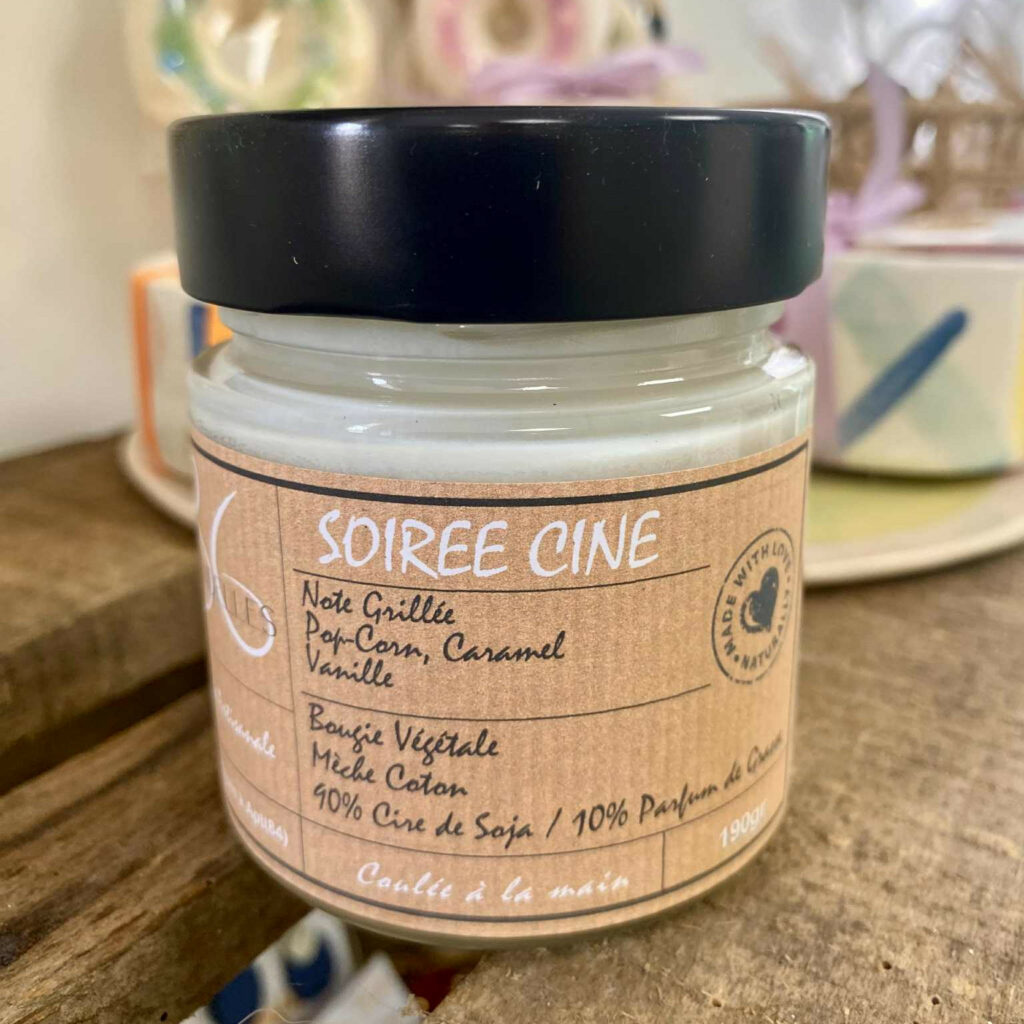 SOIREE CINE
Note Grillée
Pop-Corn, Caramel
Vanille
MADE WITH LOVE
NATURALLY
Bougie Végétale
Mèche Coton
90% Cire de Soja / 10% Parfum de Grasse
190gr
Coulée à la main